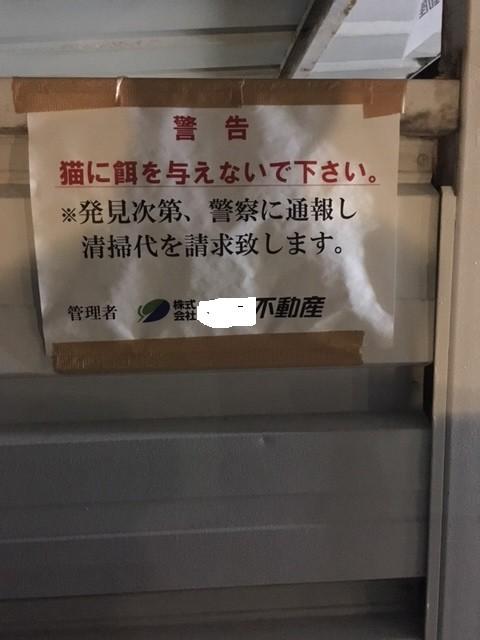 警告
猫に餌を与えないで下さい。
※発見次第、警察に通報し
清掃代を請求致します。
管理者 株式会社 不動産